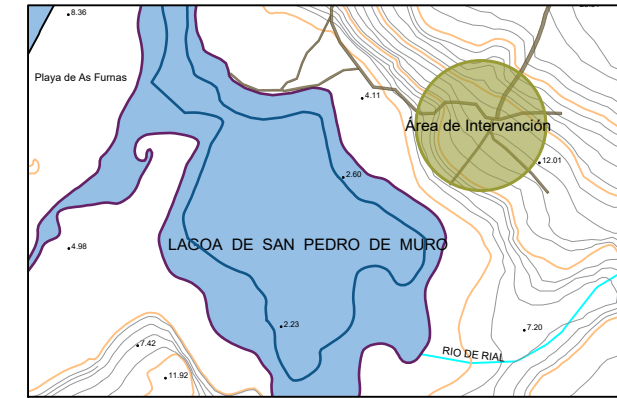 8.36
Playa de As Furnas
4.11
Área de Intervanción
12.01
2.60
4.98
LAGOA DE SAN PEDRO DE MURO
2.23
7.20
7.42
RIO DE RIAL
11.92